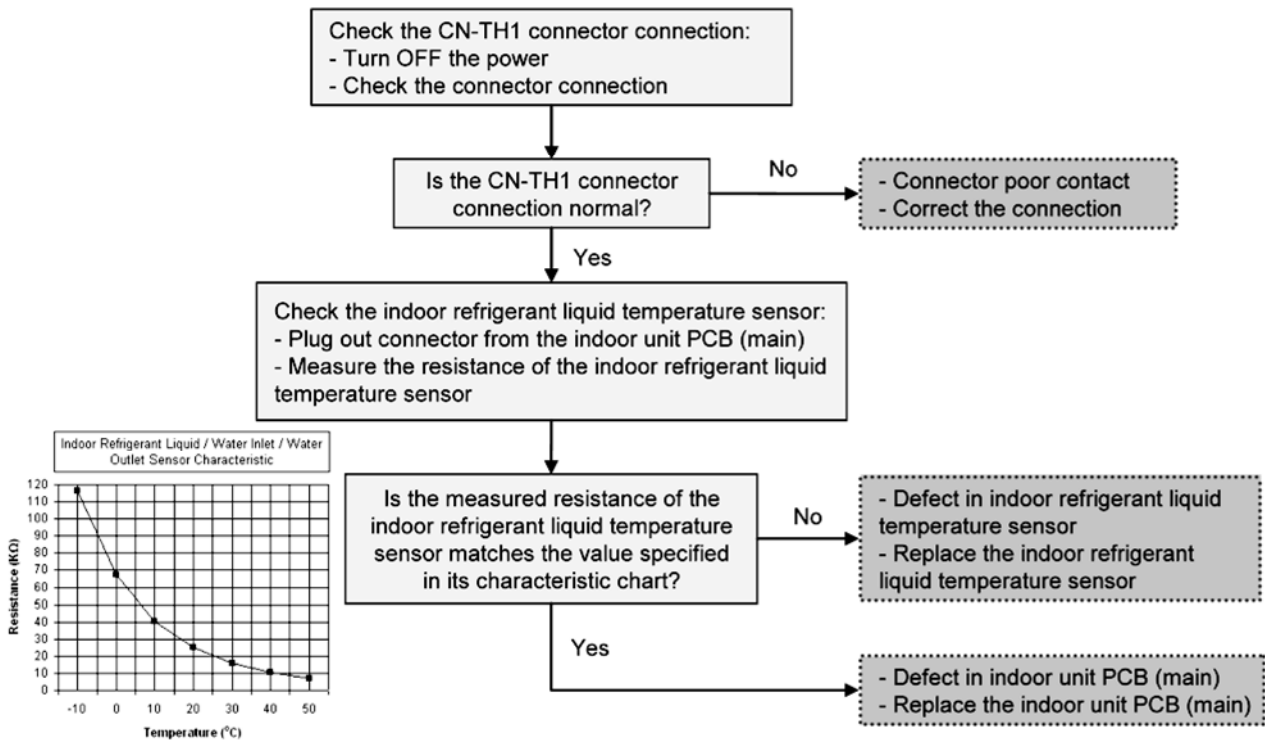 Check the CN-TH1 connector connection:
- Turn OFF the power
- Check the connector connection
Is the CN-TH1 connector
connection normal?
No
- Connector poor contact
- Correct the connection
Yes
Check the indoor refrigerant liquid temperature sensor:
- Plug out connector from the indoor unit PCB (main)
- Measure the resistance of the indoor refrigerant liquid
temperature sensor
Indoor Refrigerant Liquid / Water Inlet / Water
Outlet Sensor Characteristic
Resistance (KΩ)
120
110
100
90
80
70
60
50
40
30
20
10
0
-10 0 10 20 30 40 50
Temperature (°C)
Is the measured resistance of the
indoor refrigerant liquid temperature
sensor matches the value specified
in its characteristic chart?
No
- Defect in indoor refrigerant liquid
temperature sensor
- Replace the indoor refrigerant
liquid temperature sensor
Yes
- Defect in indoor unit PCB (main)
- Replace the indoor unit PCB (main)